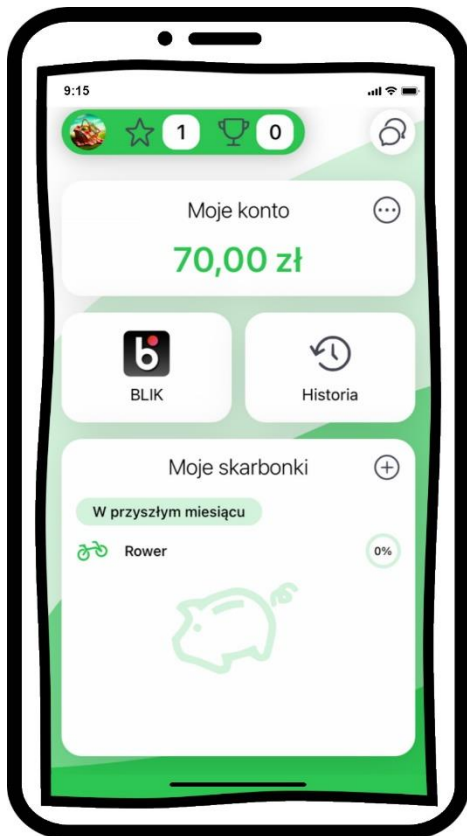 9:15
1 0
Moje konto
70,00 zł
BLIK Historia
Moje skarbonki
W przyszłym miesiącu
Rower 0%